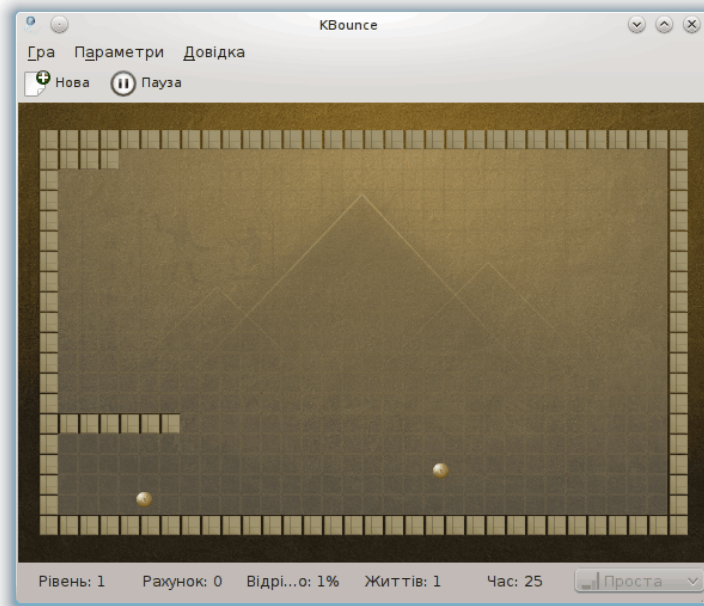 KBounce
Гра Параметри Довідка
Нова Пауза
Рівень: 1 Рахунок: 0 Відрі...о: 1% Життів: 1 Час: 25 Проста